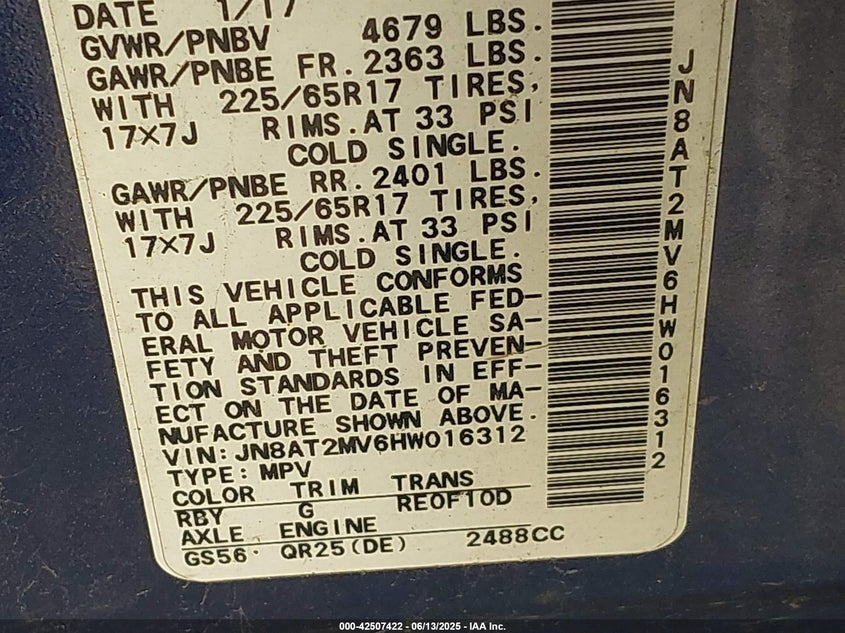 DATE 1/17
GVWR/PNBV 4679 LBS.
GAWR/PNBE FR. 2363 LBS.
WITH 225/65R17 TIRES,
17X7J RIMS. AT 33 PSI
COLD SINGLE.
GAWR/PNBE RR. 2401 LBS.
WITH 225/65R17 TIRES,
17X7J RIMS. AT 33 PSI
COLD SINGLE.
THIS VEHICLE CONFORMS
TO ALL APPLICABLE FED-
ERAL MOTOR VEHICLE SA-
FETY AND THEFT PREVEN-
TION STANDARDS IN EFF-
ECT ON THE DATE OF MA-
NUFACTURE SHOWN ABOVE.
VIN: JN8AT2MV6HW016312
TYPE: MPV
COLOR TRIM TRANS
RBY G RE0F10D
AXLE ENGINE
GS56 QR25(DE) 2488CC
JN8AT2MV6HW016312
000-42507422 - 06/13/2025 - IAA Inc.